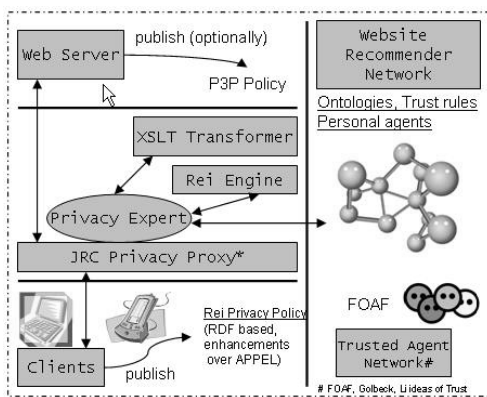 Web Server
publish (optionally)
P3P Policy
XSLT Transformer
Rei Engine
Privacy Expert
JRC Privacy Proxy*
Clients
publish
Rei Privacy Policy
(RDF based,
enhancements
over APPEL)
Website
Recommender
Network
Ontologies, Trust rules
Personal agents
FOAF
Trusted Agent
Network#
# FOAF, Golbeck, Li ideas of Trust